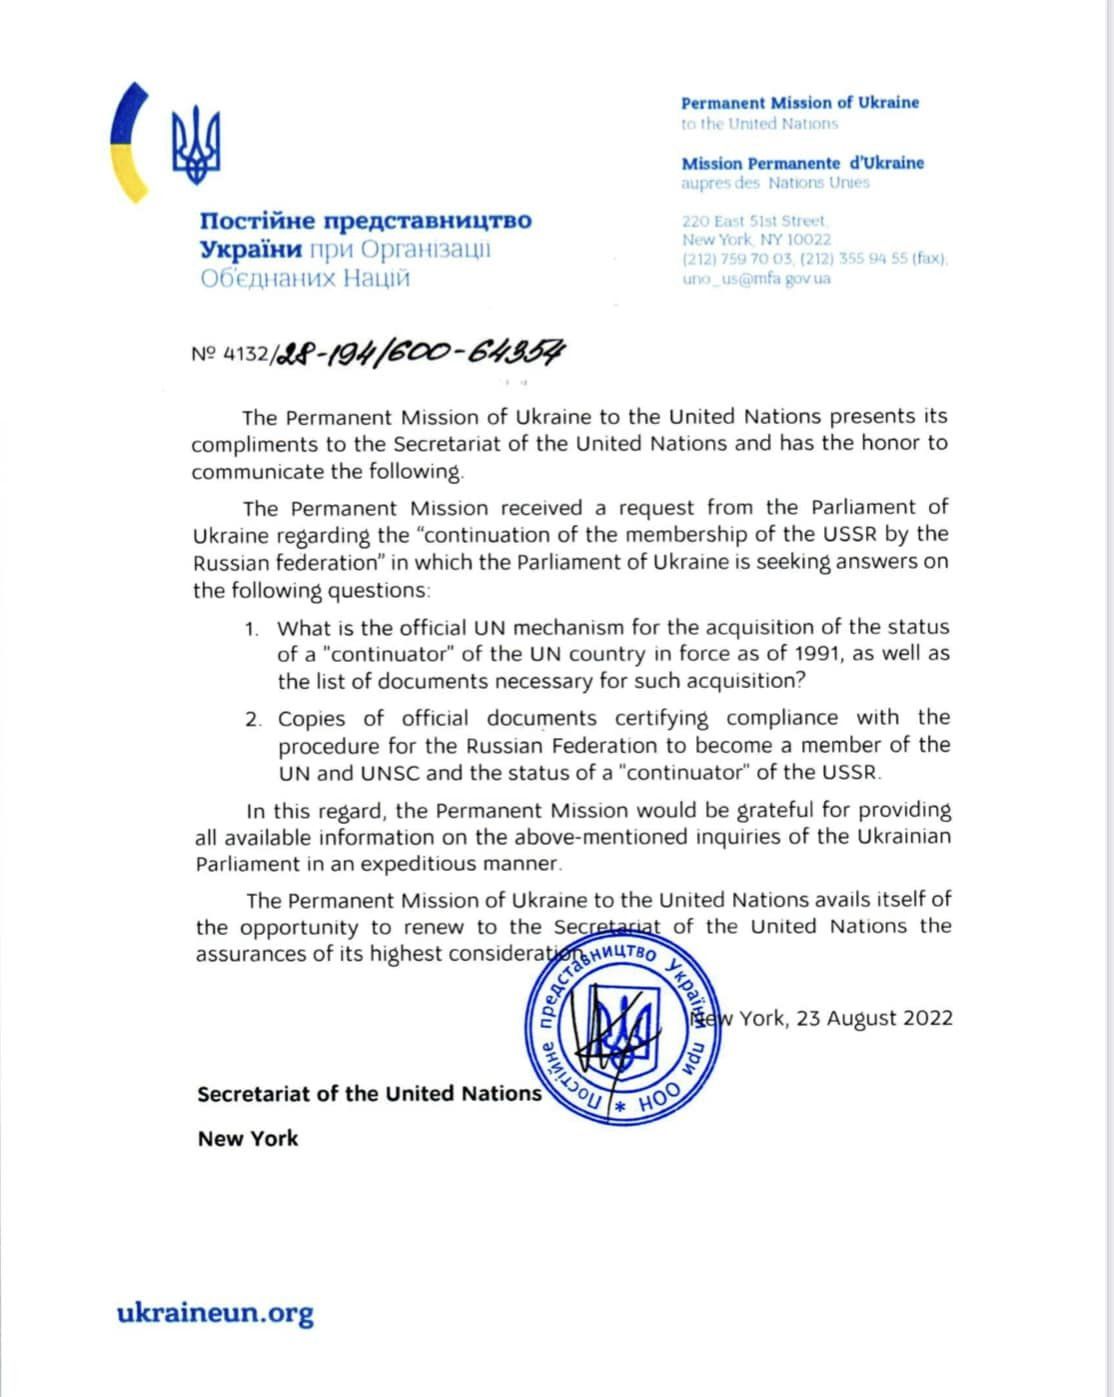 Permanent Mission of Ukraine
to the United Nations
Mission Permanente d'Ukraine
aupres des Nations Unies
220 East 51st Street,
New York, NY 10022
(212) 759 70 03, (212) 355 94 55 (fax),
uno_us@mfa.gov.ua
Постійне представництво
України при Організації
Об'єднаних Націй
№ 4132/28-194/600-64354
The Permanent Mission of Ukraine to the United Nations presents its
compliments to the Secretariat of the United Nations and has the honor to
communicate the following.
The Permanent Mission received a request from the Parliament of
Ukraine regarding the “continuation of the membership of the USSR by the
Russian federation” in which the Parliament of Ukraine is seeking answers on
the following questions:
1. What is the official UN mechanism for the acquisition of the status
of a "continuator" of the UN country in force as of 1991, as well as
the list of documents necessary for such acquisition?
2. Copies of official documents certifying compliance with the
procedure for the Russian Federation to become a member of the
UN and UNSC and the status of a "continuator" of the USSR.
In this regard, the Permanent Mission would be grateful for providing
all available information on the above-mentioned inquiries of the Ukrainian
Parliament in an expeditious manner.
The Permanent Mission of Ukraine to the United Nations avails itself of
the opportunity to renew to the Secretariat of the United Nations the
assurances of its highest consideration.
Постійне представництво України при ООН *
New York, 23 August 2022
Secretariat of the United Nations
New York
ukraineun.org